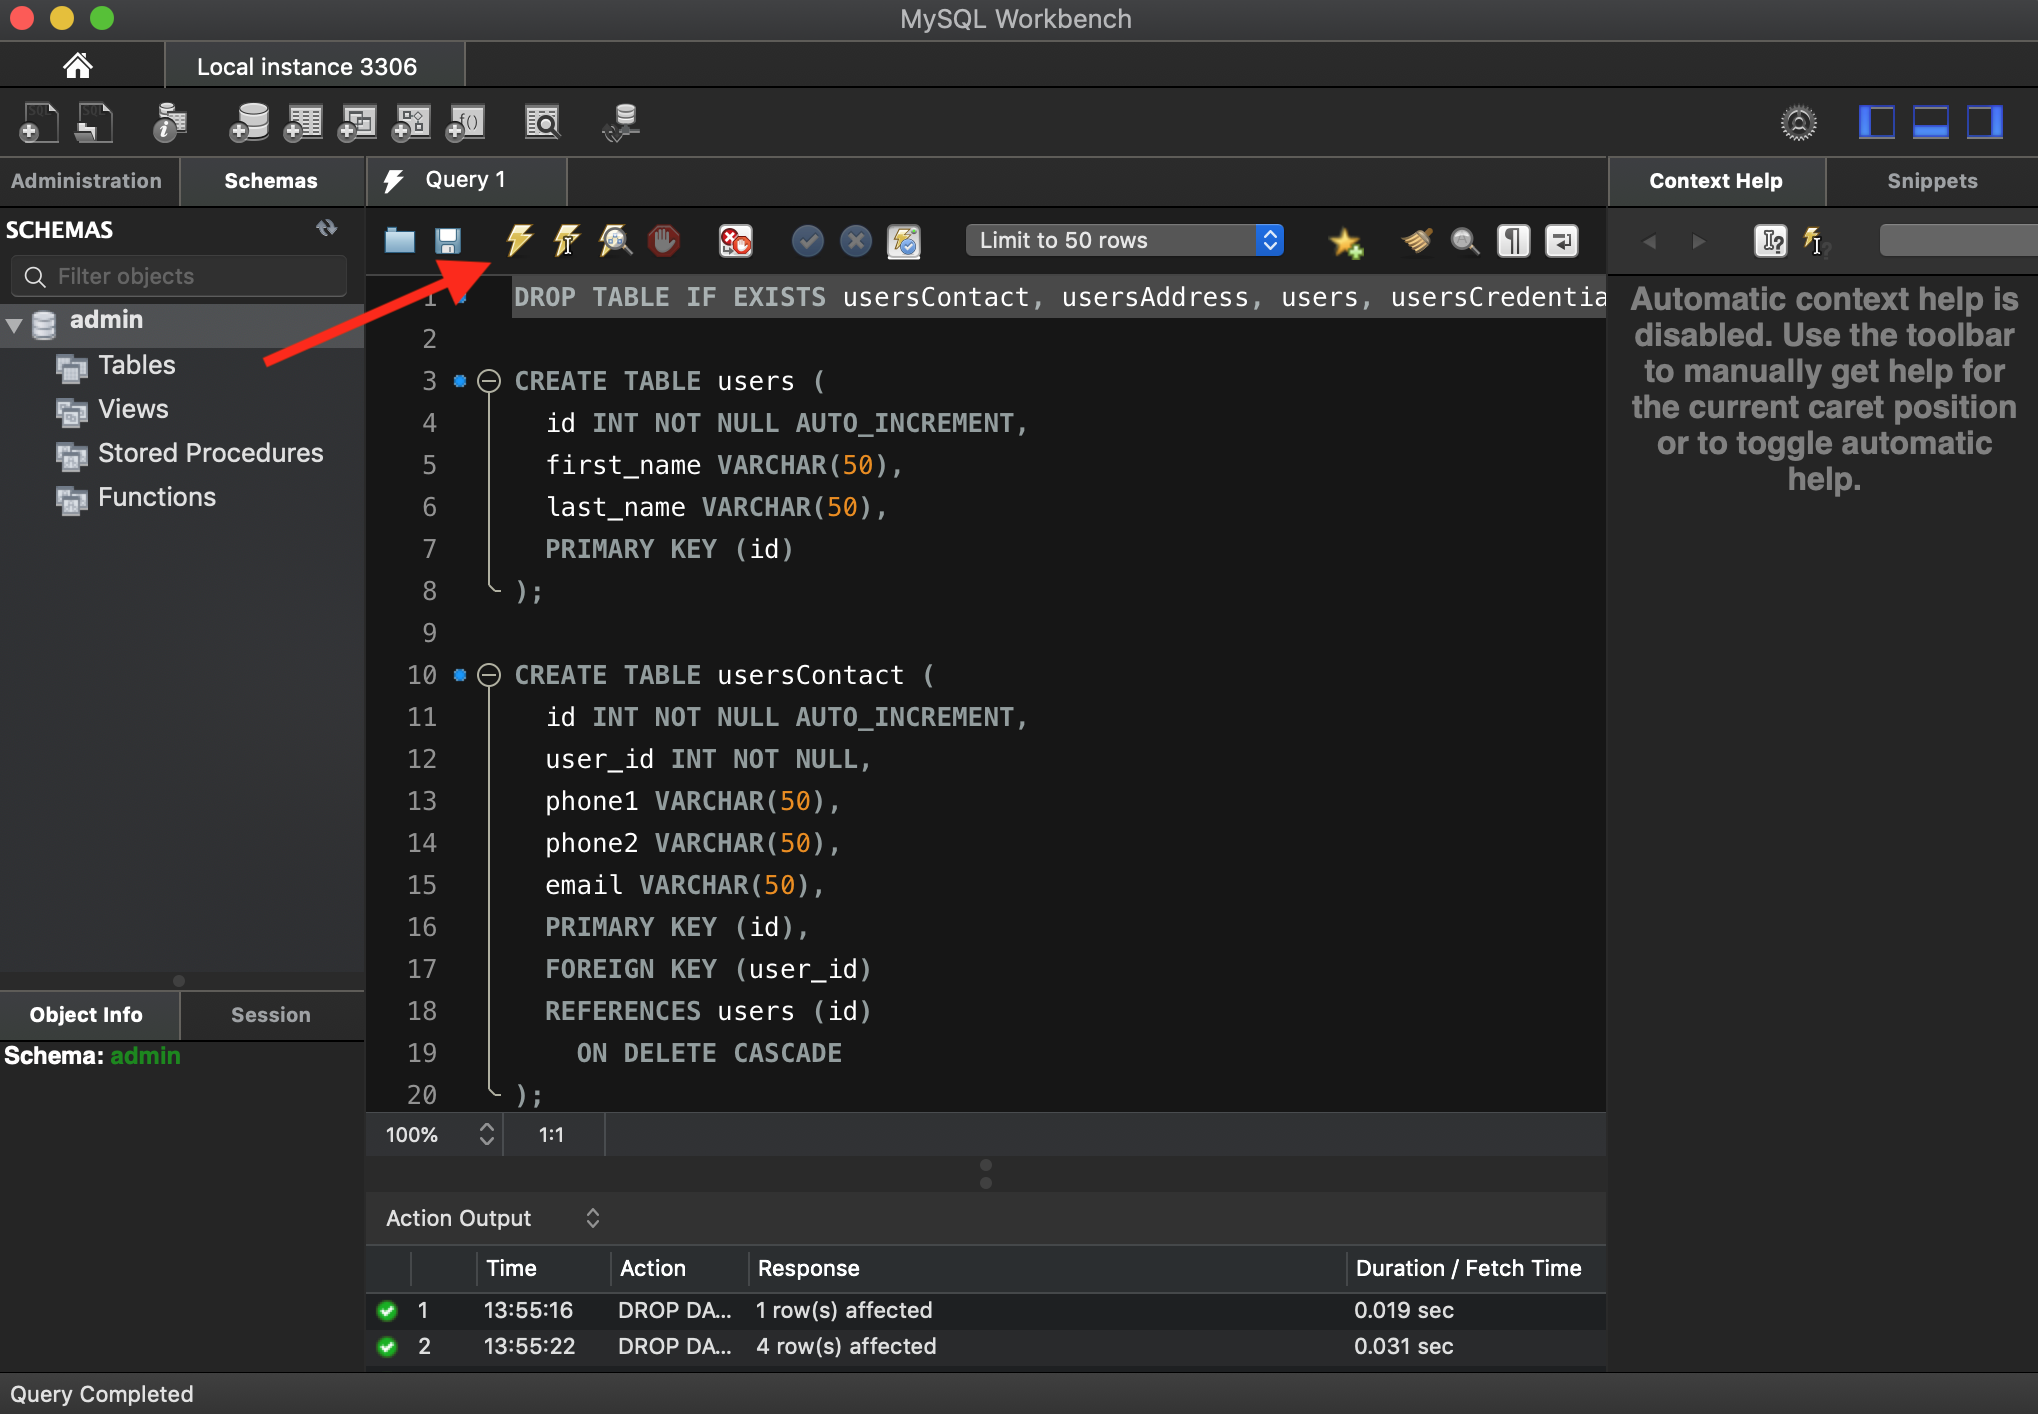 MySQL Workbench
Local instance 3306
Administration
Schemas
Query 1
Context Help
Snippets
SCHEMAS
Limit to 50 rows
Filter objects
admin
Tables
Views
Stored Procedures
Functions
1 DROP TABLE IF EXISTS usersContact, usersAddress, users, usersCredentia
2
3 CREATE TABLE users (
4 id INT NOT NULL AUTO_INCREMENT,
5 first_name VARCHAR(50),
6 last_name VARCHAR(50),
7 PRIMARY KEY (id)
8 );
9
10 CREATE TABLE usersContact (
11 id INT NOT NULL AUTO_INCREMENT,
12 user_id INT NOT NULL,
13 phone1 VARCHAR(50),
14 phone2 VARCHAR(50),
15 email VARCHAR(50),
16 PRIMARY KEY (id),
17 FOREIGN KEY (user_id)
18 REFERENCES users (id)
19 ON DELETE CASCADE
20 );
Automatic context help is
disabled. Use the toolbar
to manually get help for
the current caret position
or to toggle automatic
help.
Object Info
Session
Schema: admin
100%
1:1
Action Output
Time Action Response Duration / Fetch Time
1 13:55:16 DROP DA... 1 row(s) affected 0.019 sec
2 13:55:22 DROP DA... 4 row(s) affected 0.031 sec
Query Completed